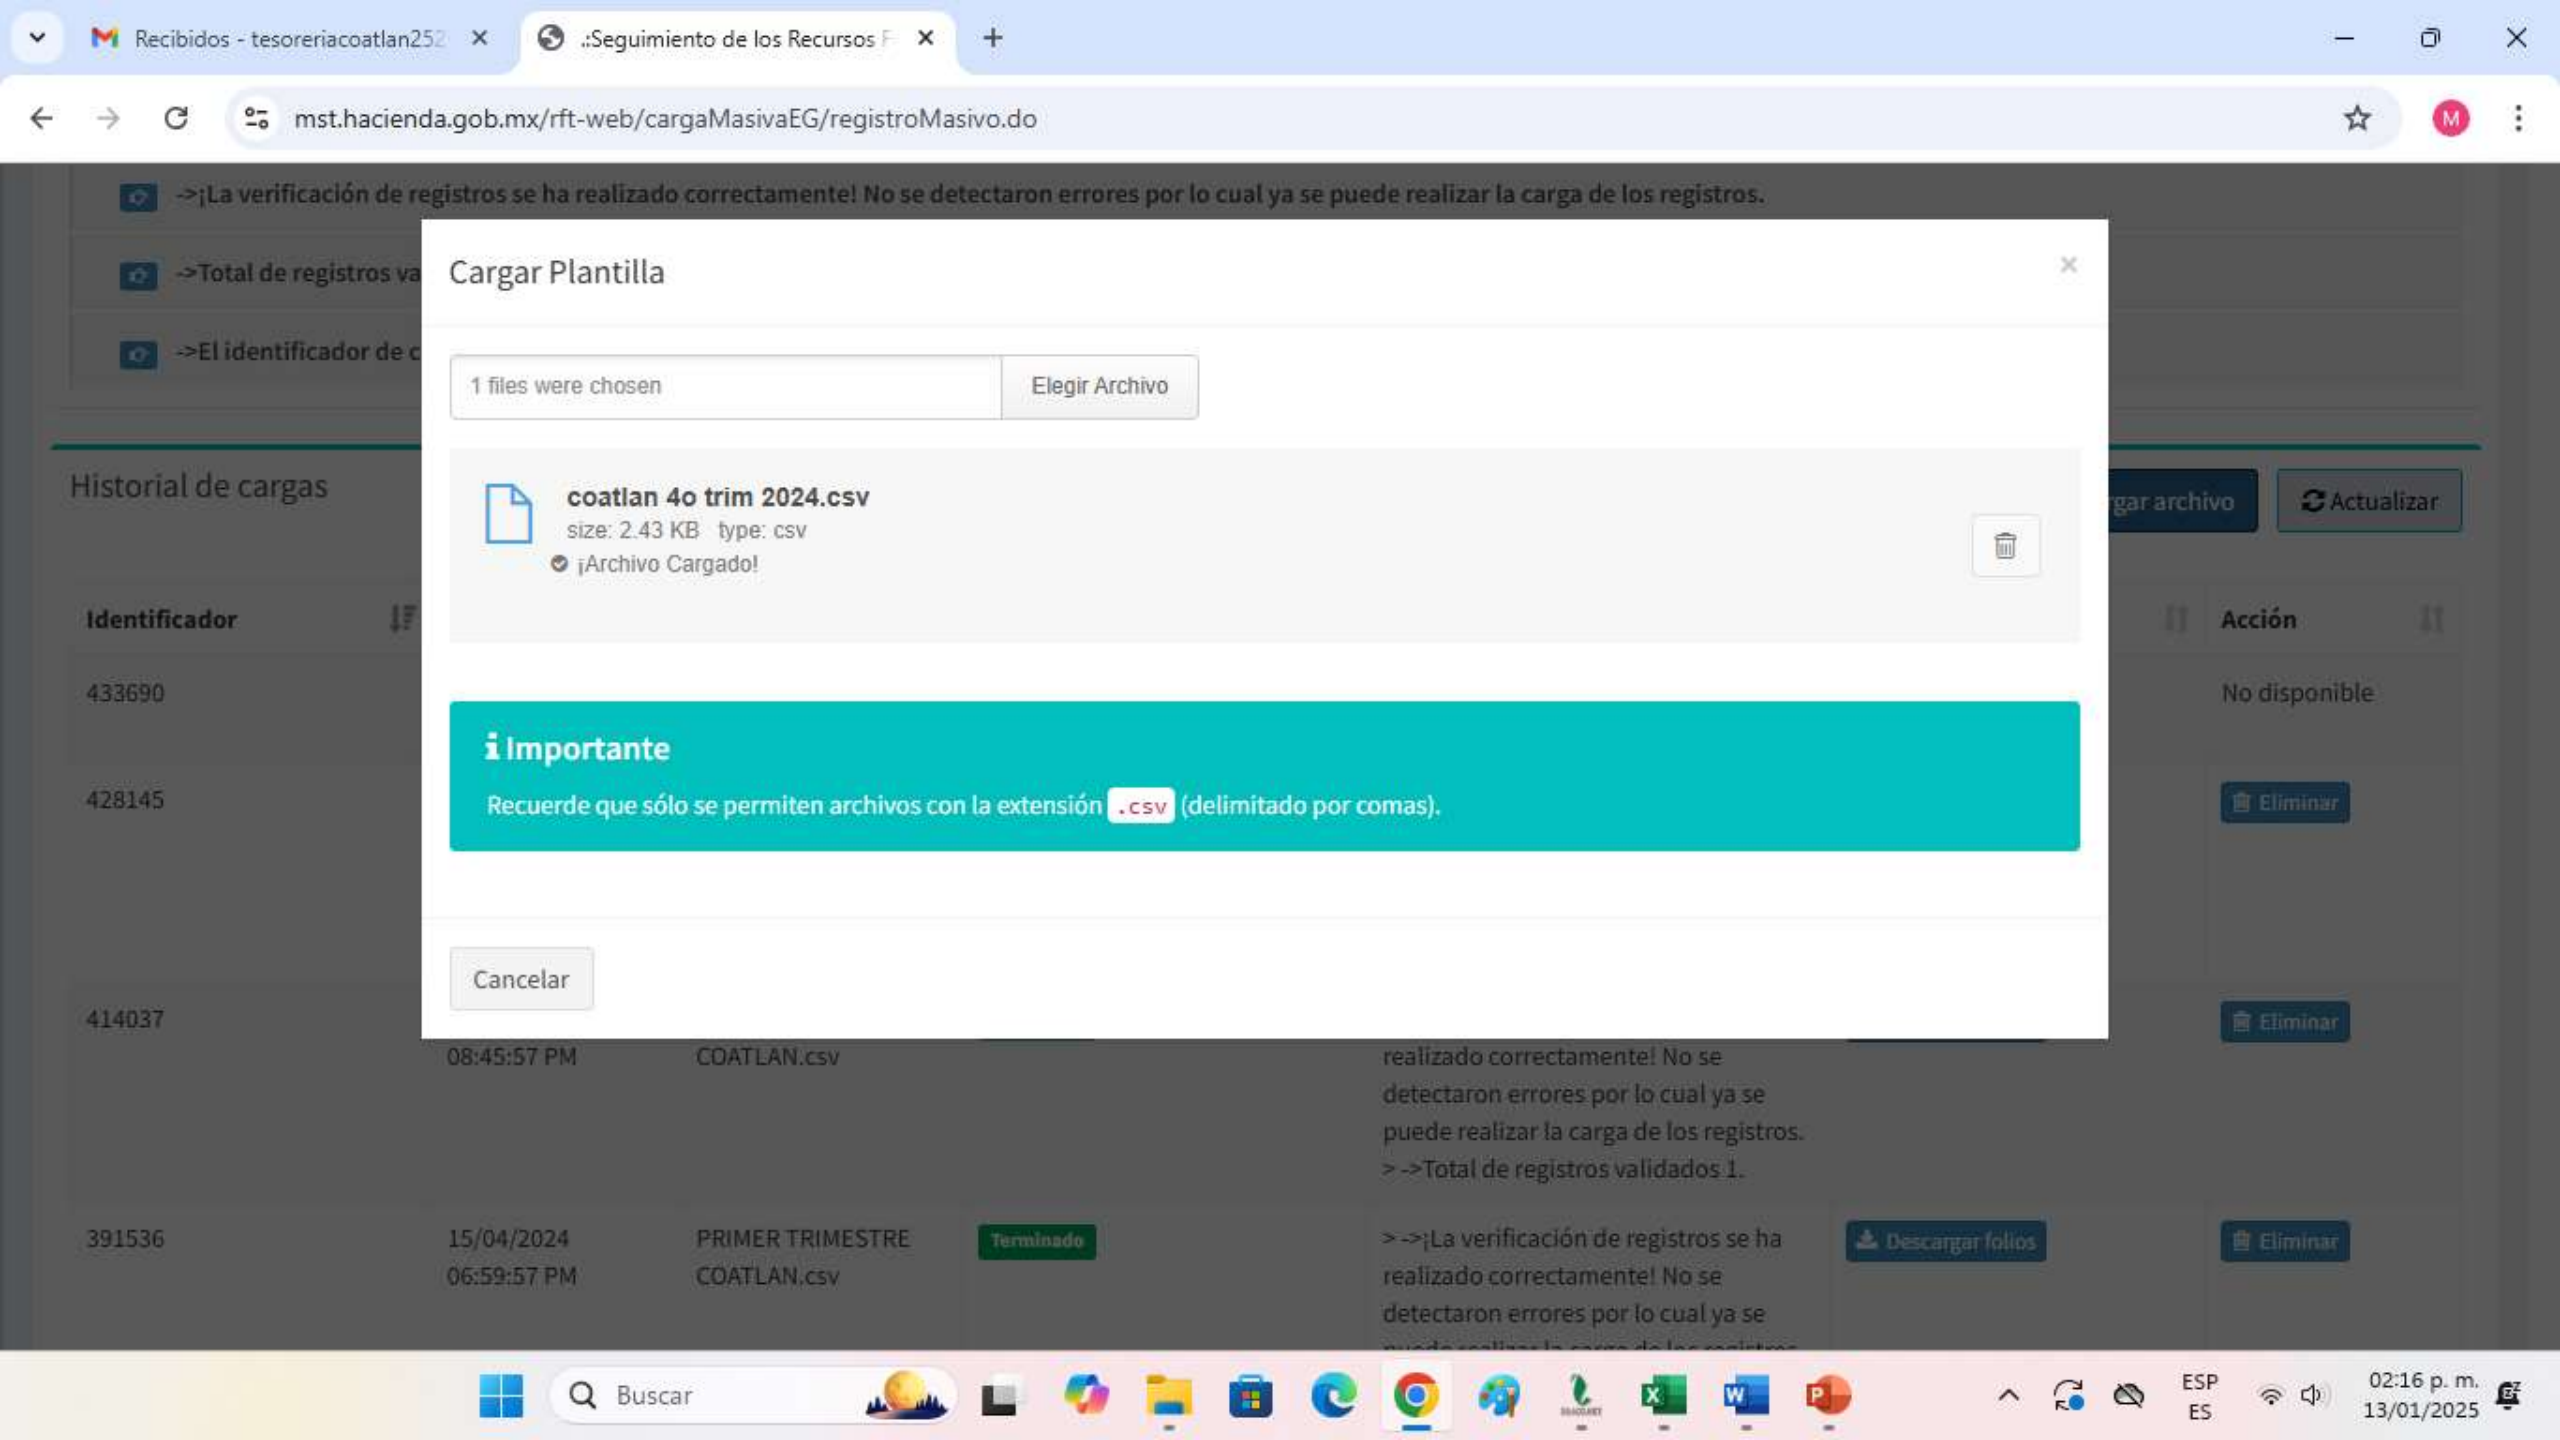 Recibidos - tesoreriacoatlan252
.:Seguimiento de los Recursos F
mst.hacienda.gob.mx/rft-web/cargaMasivaEG/registroMasivo.do
M
->¡La verificación de registros se ha realizado correctamente! No se detectaron errores por lo cual ya se puede realizar la carga de los registros.
->Total de registros va
->El identificador de c
Cargar Plantilla
×
1 files were chosen
Elegir Archivo
coatlan 4o trim 2024.csv
size: 2.43 KB type: csv
¡Archivo Cargado!
Importante
Recuerde que sólo se permiten archivos con la extensión .csv (delimitado por comas).
Cancelar
Historial de cargas
rgar archivo
Actualizar
Identificador
Acción
433690
No disponible
428145
Eliminar
414037
08:45:57 PM
COATLAN.csv
realizado correctamente! No se
detectaron errores por lo cual ya se
puede realizar la carga de los registros.
> ->Total de registros validados 1.
Eliminar
391536
15/04/2024
06:59:57 PM
PRIMER TRIMESTRE
COATLAN.csv
Terminado
> ->¡La verificación de registros se ha
realizado correctamente! No se
detectaron errores por lo cual ya se
Descargar folios
Eliminar
Buscar
ESP
ES
02:16 p. m.
13/01/2025